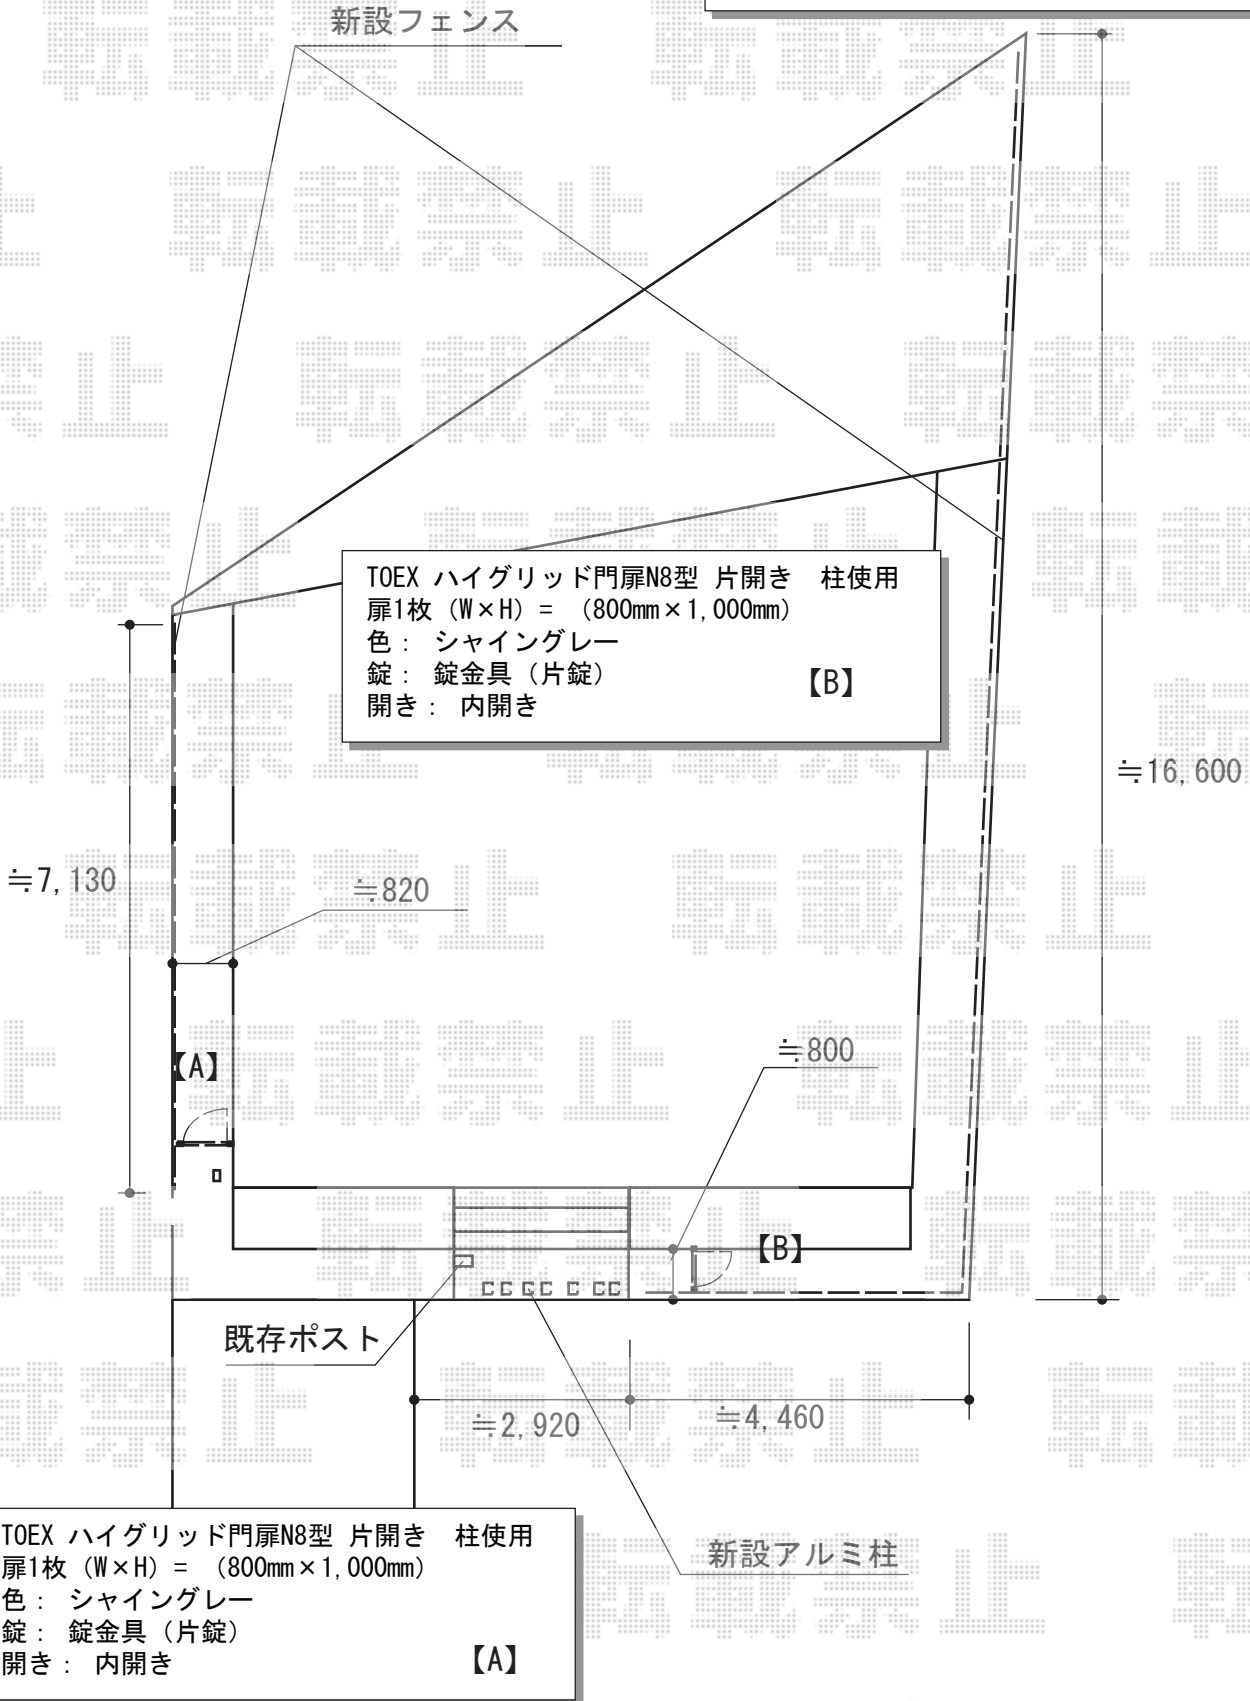 新設フェンス
TOEX ハイグリッド門扉N8型 片開き 柱使用
扉1枚 (W×H) = (800mm×1,000mm)
色: シャイングレー
錠: 錠金具 (片錠)
開き: 内開き
【B】
≒16,600
≒7,130
≒820
【A】
≒800
【B】
既存ポスト
≒2,920
≒4,460
新設アルミ柱
TOEX ハイグリッド門扉N8型 片開き 柱使用
扉1枚 (W×H) = (800mm×1,000mm)
色: シャイングレー
錠: 錠金具 (片錠)
開き: 内開き
【A】
転載禁止